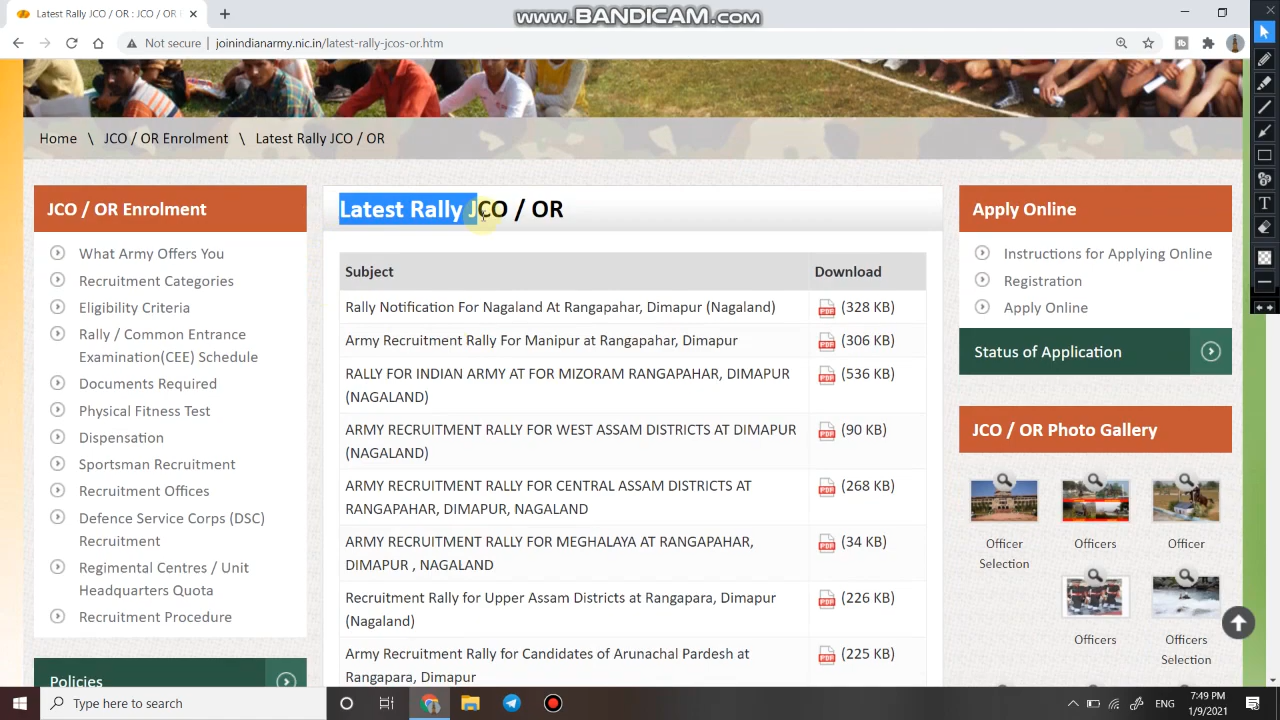 Latest Rally JCO / OR : JCO / OR
WWW.BANDICAM.COM
Not secure | joinindianarmy.nic.in/latest-rally-jcos-or.htm
Home \ JCO / OR Enrolment \ Latest Rally JCO / OR
JCO / OR Enrolment
What Army Offers You
Recruitment Categories
Eligibility Criteria
Rally / Common Entrance
Examination(CEE) Schedule
Documents Required
Physical Fitness Test
Dispensation
Sportsman Recruitment
Recruitment Offices
Defence Service Corps (DSC)
Recruitment
Regimental Centres / Unit
Headquarters Quota
Recruitment Procedure
Policies
Latest Rally JCO / OR
Subject Download
Rally Notification For Nagaland At Rangapahar, Dimapur (Nagaland) PDF (328 KB)
Army Recruitment Rally For Manipur at Rangapahar, Dimapur PDF (306 KB)
RALLY FOR INDIAN ARMY AT FOR MIZORAM RANGAPAHAR, DIMAPUR PDF (536 KB)
(NAGALAND)
ARMY RECRUITMENT RALLY FOR WEST ASSAM DISTRICTS AT DIMAPUR PDF (90 KB)
(NAGALAND)
ARMY RECRUITMENT RALLY FOR CENTRAL ASSAM DISTRICTS AT PDF (268 KB)
RANGAPAHAR, DIMAPUR, NAGALAND
ARMY RECRUITMENT RALLY FOR MEGHALAYA AT RANGAPAHAR, PDF (34 KB)
DIMAPUR , NAGALAND
Recruitment Rally for Upper Assam Districts at Rangapara, Dimapur PDF (226 KB)
(Nagaland)
Army Recruitment Rally for Candidates of Arunachal Pardesh at PDF (225 KB)
Rangapara, Dimapur
Apply Online
Instructions for Applying Online
Registration
Apply Online
Status of Application
JCO / OR Photo Gallery
Officer Selection
Officers
Officer
Officers
Officers Selection
Type here to search
ENG
7:49 PM
1/9/2021